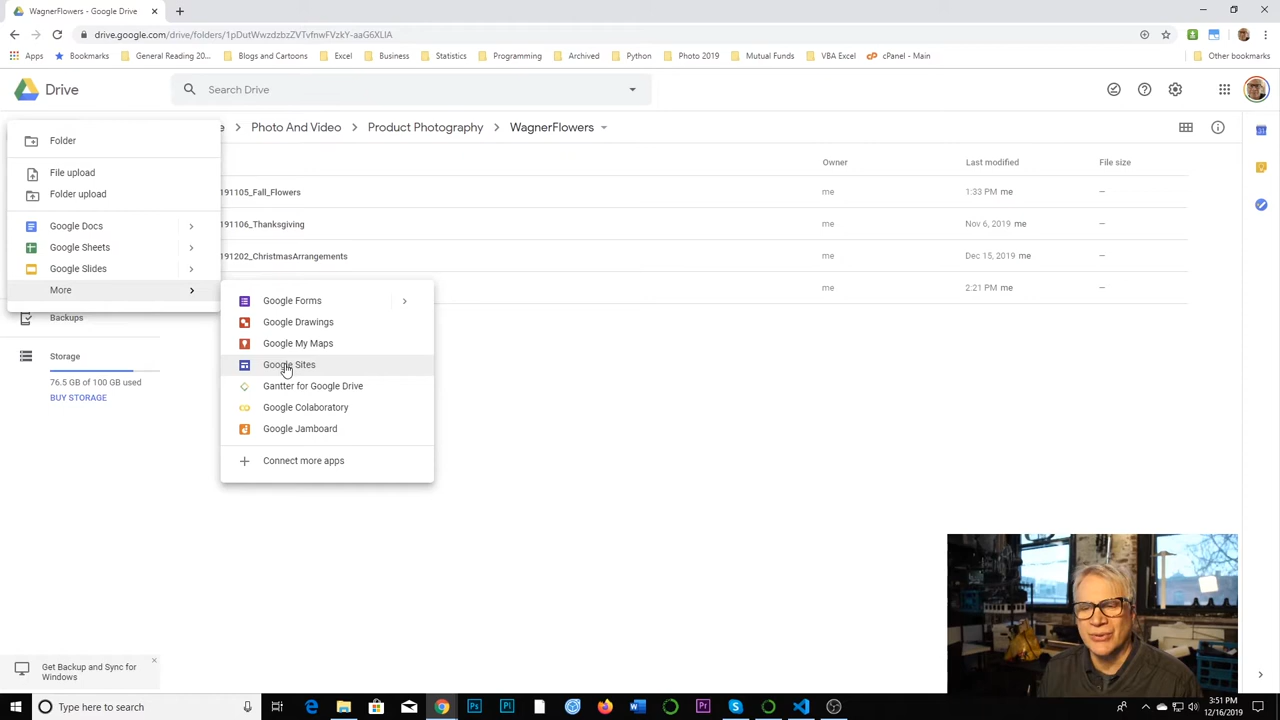 WagnerFlowers - Google Drive
drive.google.com/drive/folders/1pDutWwzdzbzZVTvfnwFVzkY-aaG6XLlA
Apps
Bookmarks
General Reading 20...
Blogs and Cartoons
Excel
Business
Statistics
Programming
Archived
Python
Photo 2019
Mutual Funds
VBA Excel
cPanel - Main
Other bookmarks
Drive
Search Drive
e > Photo And Video > Product Photography > WagnerFlowers
Owner
Last modified
File size
191105_Fall_Flowers
me
1:33 PM me
–
191106_Thanksgiving
me
Nov 6, 2019 me
–
191202_ChristmasArrangements
me
Dec 15, 2019 me
–
me
2:21 PM me
–
Folder
File upload
Folder upload
Google Docs
Google Sheets
Google Slides
More
Google Forms
Google Drawings
Google My Maps
Google Sites
Gantter for Google Drive
Google Colaboratory
Google Jamboard
Connect more apps
Backups
Storage
76.5 GB of 100 GB used
BUY STORAGE
Get Backup and Sync for
Windows
Type here to search
3:51 PM
12/16/2019